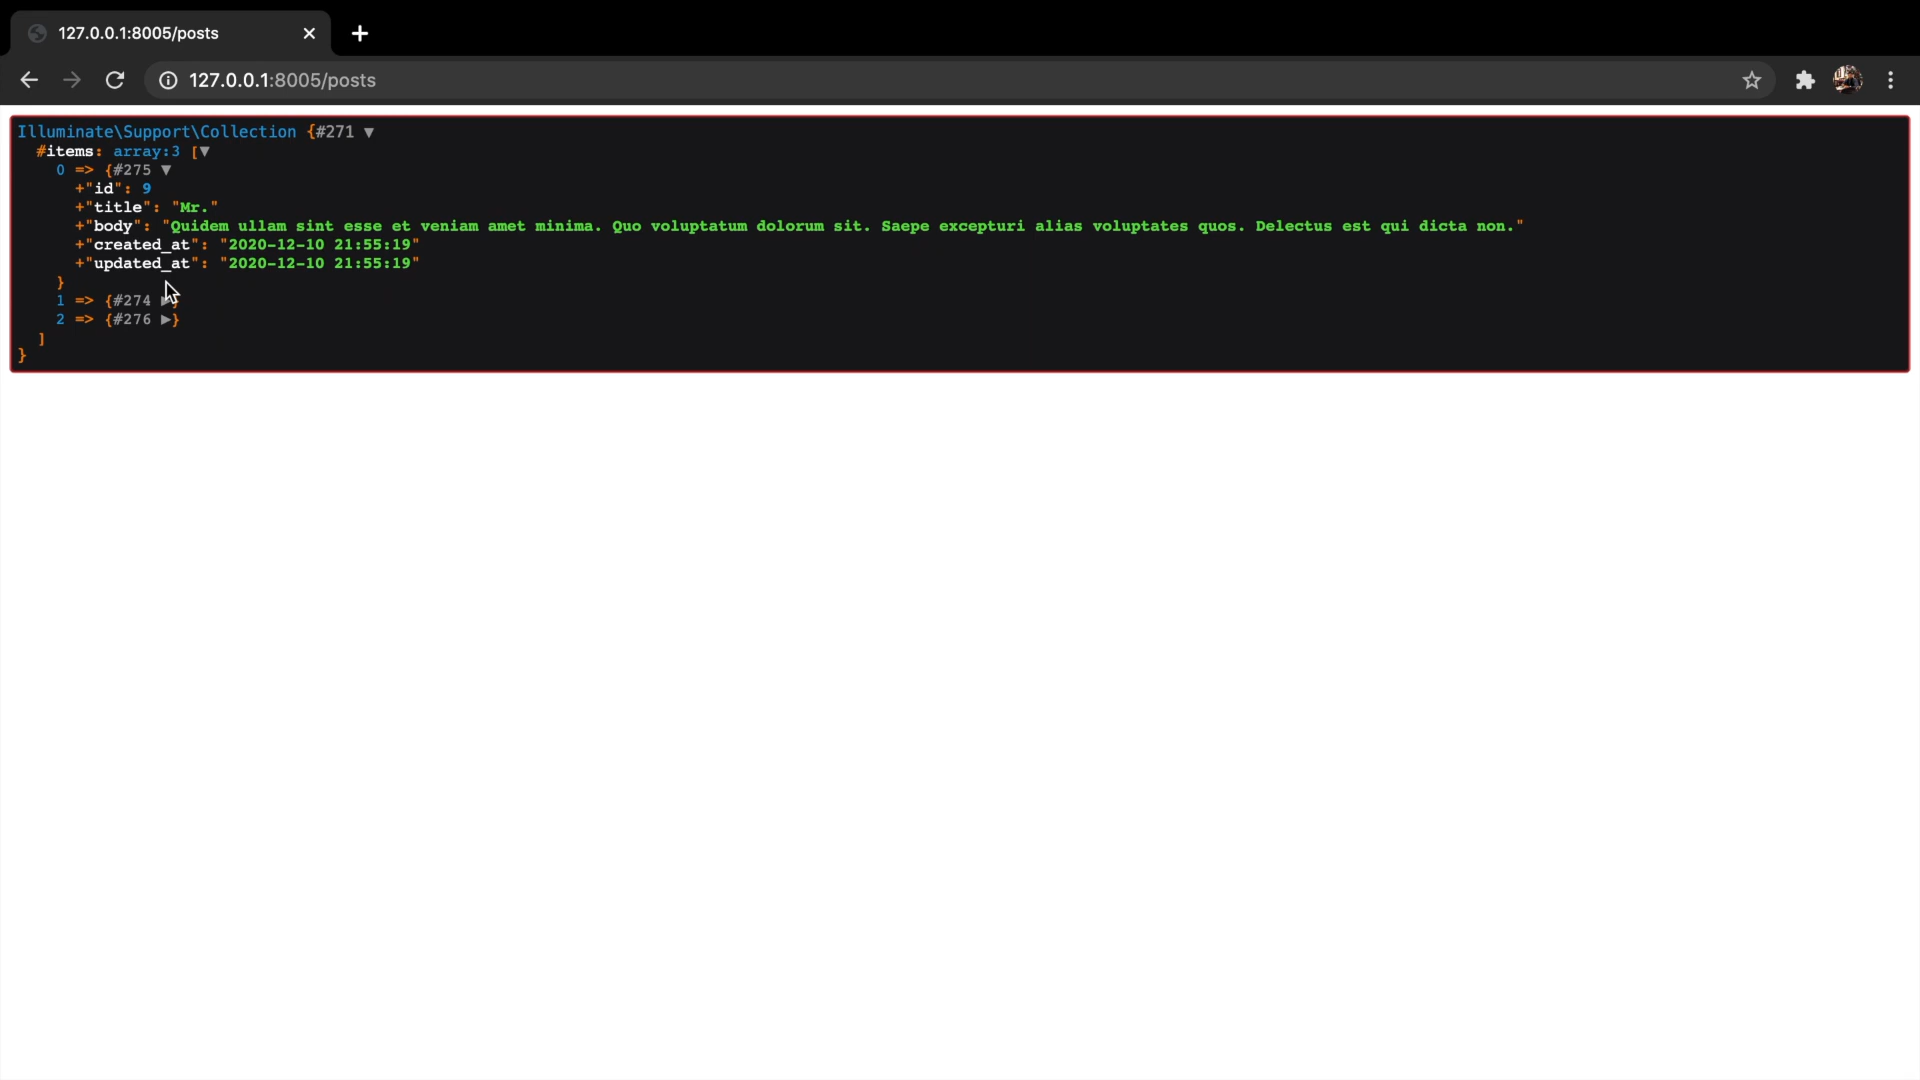 127.0.0.1:8005/posts
127.0.0.1:8005/posts
Illuminate\Support\Collection {#271 ▼
#items: array:3 [▼
0 => {#275 ▼
+"id": 9
+"title": "Mr."
+"body": "Quidem ullam sint esse et veniam amet minima. Quo voluptatum dolorum sit. Saepe excepturi alias voluptates quos. Delectus est qui dicta non."
+"created_at": "2020-12-10 21:55:19"
+"updated_at": "2020-12-10 21:55:19"
}
1 => {#274 ▶}
2 => {#276 ▶}
]
}